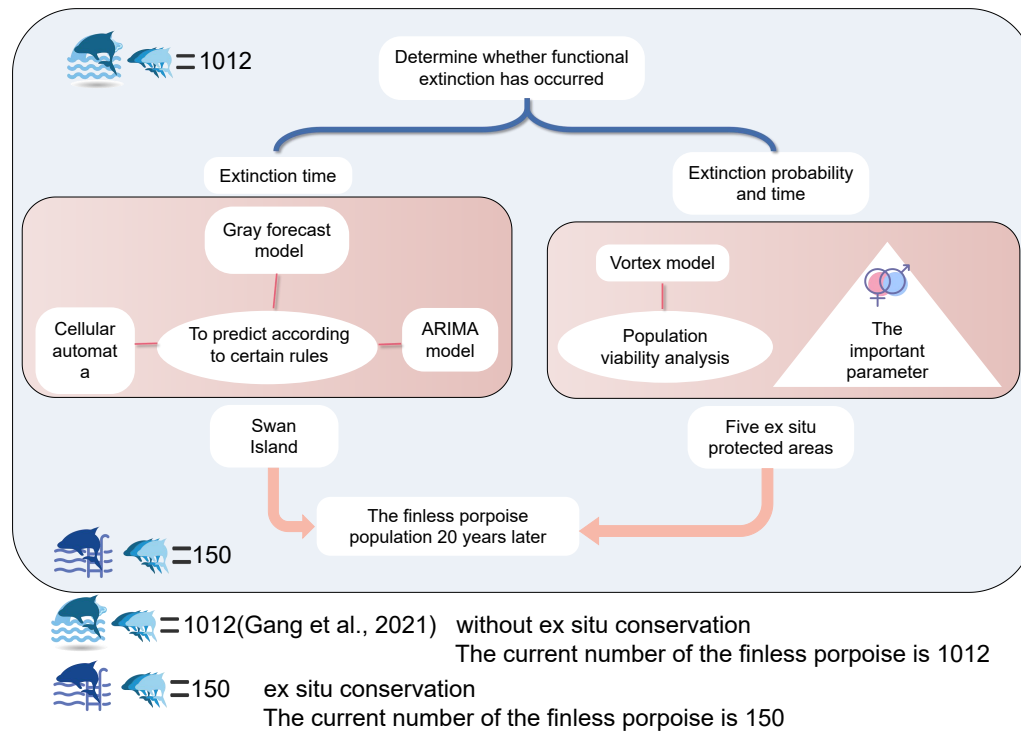 =1012
Determine whether functional
extinction has occurred
Extinction time
Extinction probability
and time
Gray forecast
model
Cellular
automat
a
To predict according
to certain rules
ARIMA
model
Vortex model
Population
viability analysis
The
important
parameter
Swan
Island
Five ex situ
protected areas
The finless porpoise
population 20 years later
=150
=1012(Gang et al., 2021) without ex situ conservation
The current number of the finless porpoise is 1012
=150 ex situ conservation
The current number of the finless porpoise is 150